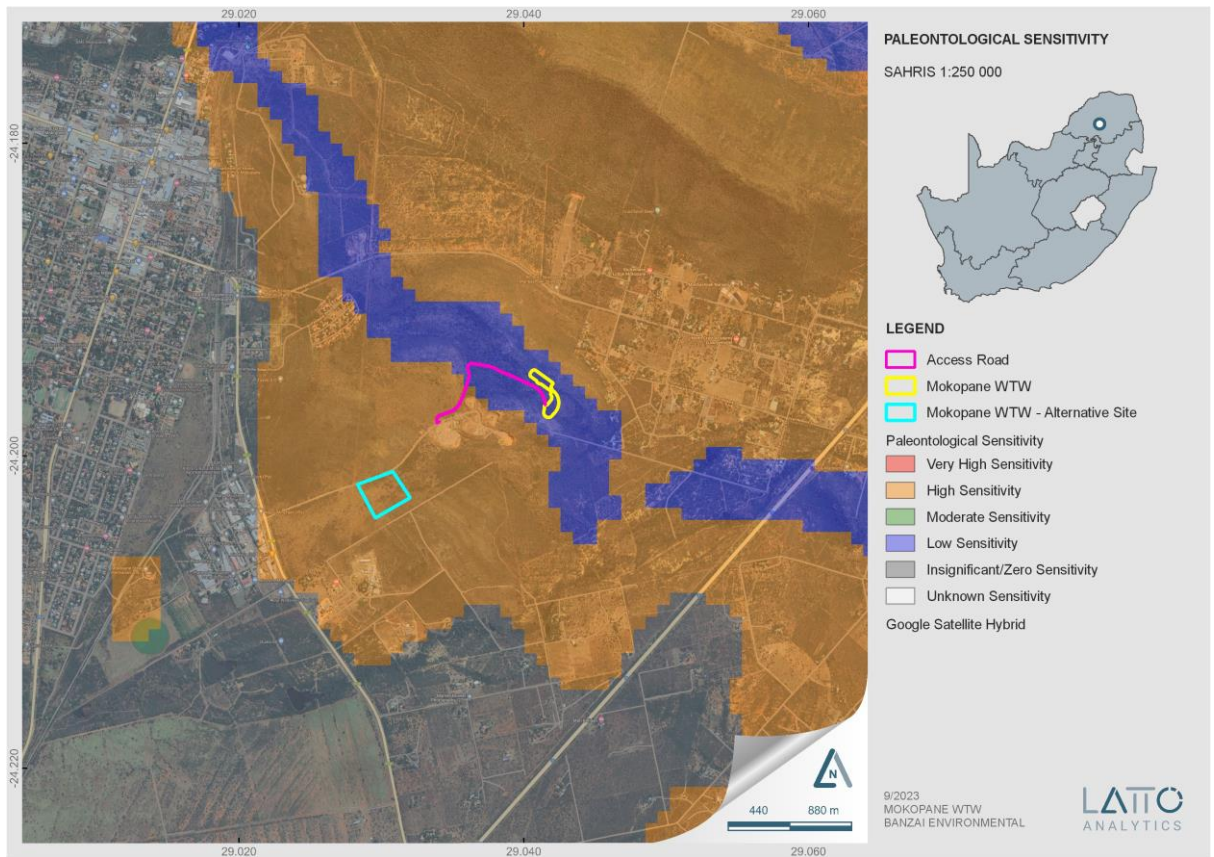 29.020
29.040
29.060
-24.180
-24.200
-24.220
29.020
29.040
29.060
PALEONTOLOGICAL SENSITIVITY
SAHRIS 1:250 000
LEGEND
Access Road
Mokopane WTW
Mokopane WTW - Alternative Site
Paleontological Sensitivity
Very High Sensitivity
High Sensitivity
Moderate Sensitivity
Low Sensitivity
Insignificant/Zero Sensitivity
Unknown Sensitivity
Google Satellite Hybrid
N
440
880 m
9/2023
MOKOPANE WTW
BANZAI ENVIRONMENTAL
LATTO
ANALYTICS